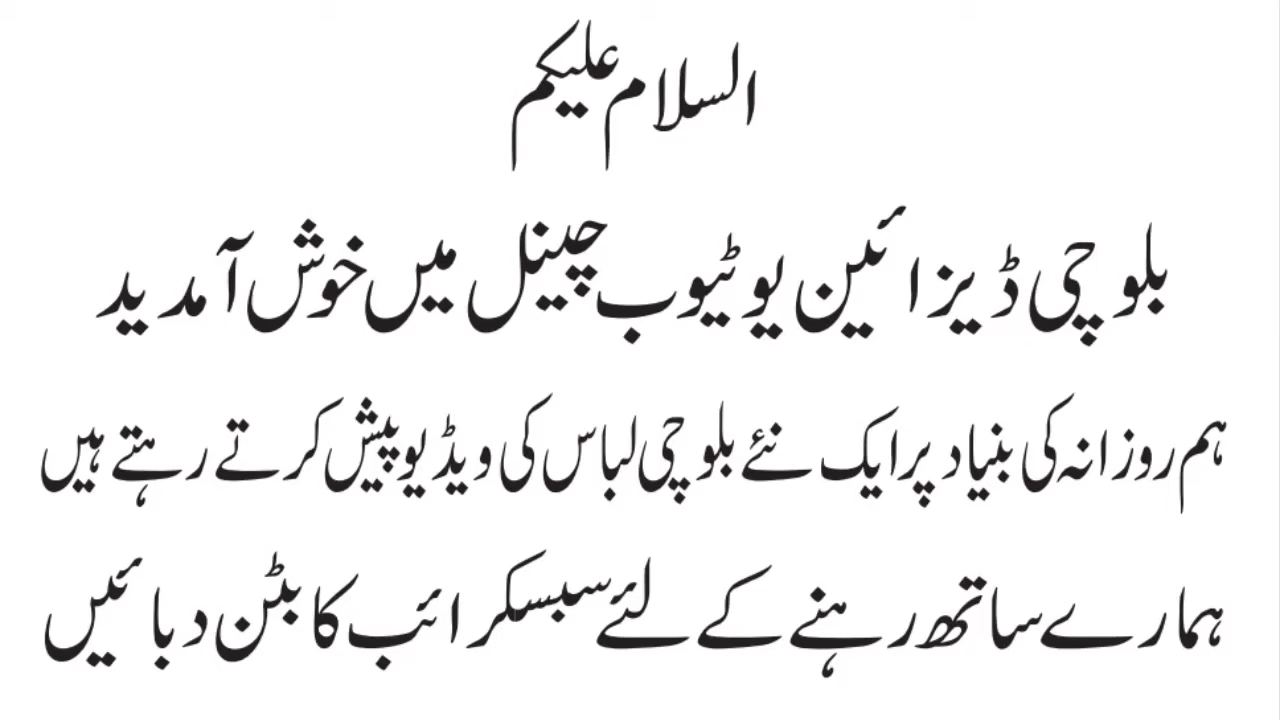 السلام علیکم
بلوچی ڈیزائین یوٹیوب چینل میں خوش آمدید
ہم روزانہ کی بنیاد پر ایک نئے بلوچی لباس کی ویڈیو پیش کرتے رہتے ہیں
ہمارے ساتھ رہنے کے لئے سبسکرائب کا بٹن دبائیں